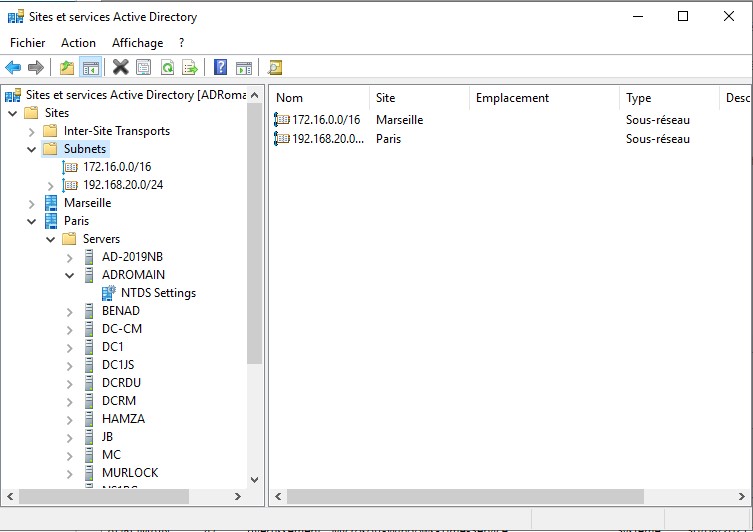 Sites et services Active Directory
Fichier Action Affichage ?
Sites et services Active Directory [ADRoma
Sites
Inter-Site Transports
Subnets
172.16.0.0/16
192.168.20.0/24
Marseille
Paris
Servers
AD-2019NB
ADROMAIN
NTDS Settings
BENAD
DC-CM
DC1
DC1JS
DCRDU
DCRM
HAMZA
JB
MC
MURLOCK
Nom Site Emplacement Type Desc
172.16.0.0/16 Marseille Sous-réseau
192.168.20.0... Paris Sous-réseau